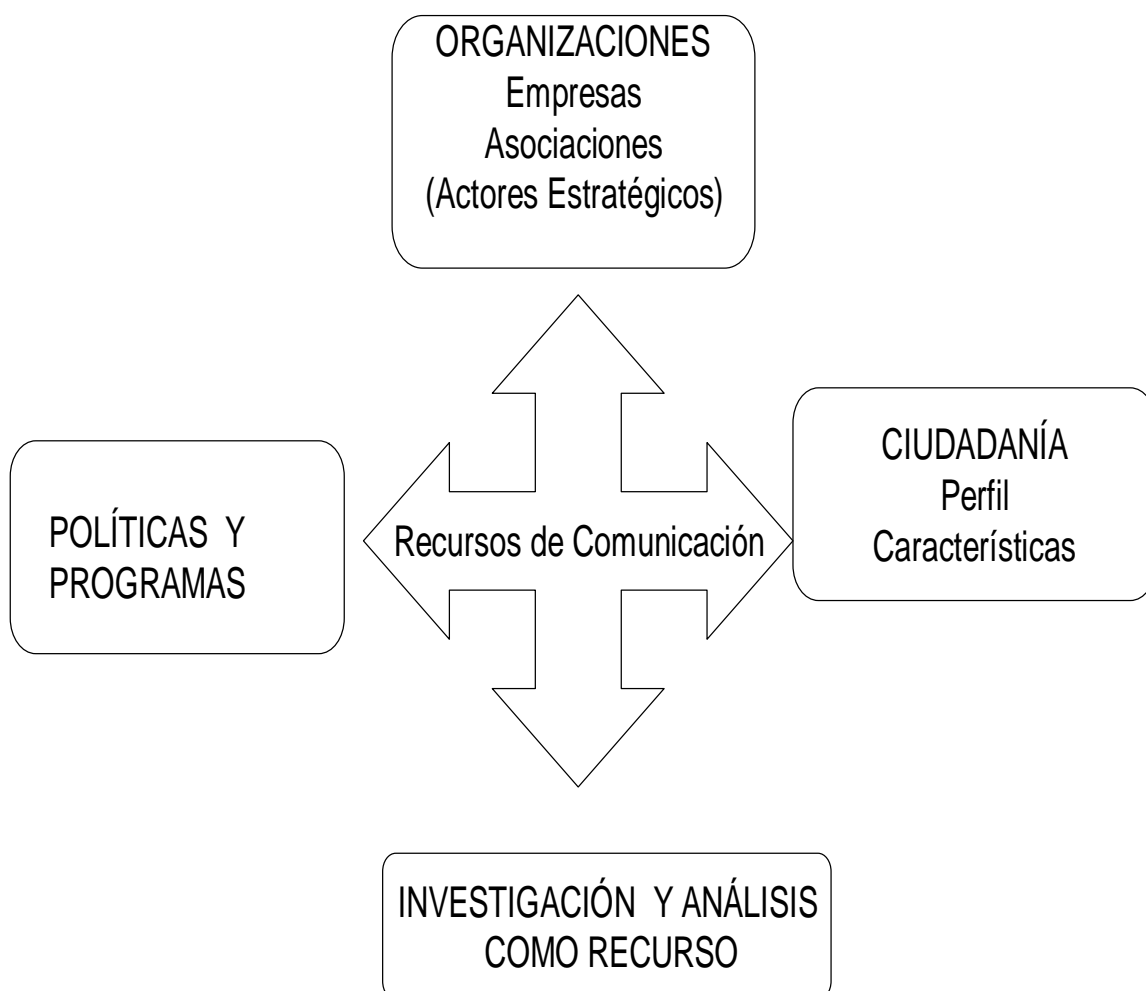 ORGANIZACIONES
Empresas
Asociaciones
(Actores Estratégicos)
POLÍTICAS Y
PROGRAMAS
Recursos de Comunicación
CIUDADANÍA
Perfil
Características
INVESTIGACIÓN Y ANÁLISIS
COMO RECURSO